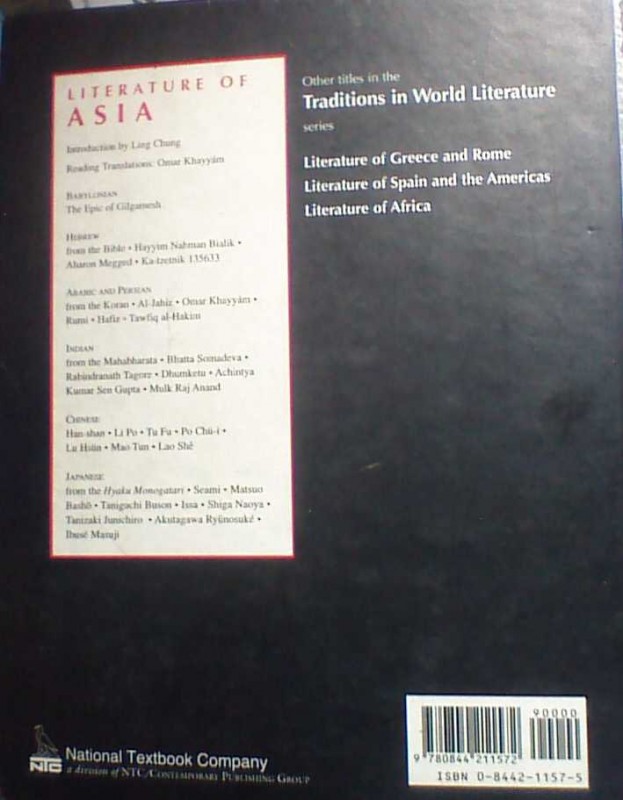 LITERATURE OF
ASIA
Introduction by Ling Chung
Reading Translations: Omar Khayyám
BABYLONIAN
The Epic of Gilgamesh
HEBREW
from the Bible • Hayyim Nahman Bialik •
Aharon Megged • Ka-tzetnik 135633
ARABIC AND PERSIAN
from the Koran • Al-Jahiz • Omar Khayyám •
Rumi • Hafiz • Tawfiq al-Hakim
INDIAN
from the Mahabharata • Bhatta Somadeva •
Rabindranath Tagore • Dhumketu • Achintya
Kumar Sen Gupta • Mulk Raj Anand
CHINESE
Han-shan • Li Po • Tu Fu • Po Chü-i •
Lu Hsün • Mao Tun • Lao Shê
JAPANESE
from the Hyaku Monogatari • Seami • Matsuo
Bashō • Taniguchi Buson • Issa • Shiga Naoya •
Tanizaki Junichiro • Akutagawa Ryūnosuké •
Ibusé Masuji
Other titles in the
Traditions in World Literature
series
Literature of Greece and Rome
Literature of Spain and the Americas
Literature of Africa
NTC
National Textbook Company
a division of NTC/CONTEMPORARY PUBLISHING GROUP
90000
9 780844 211572
ISBN 0-8442-1157-5